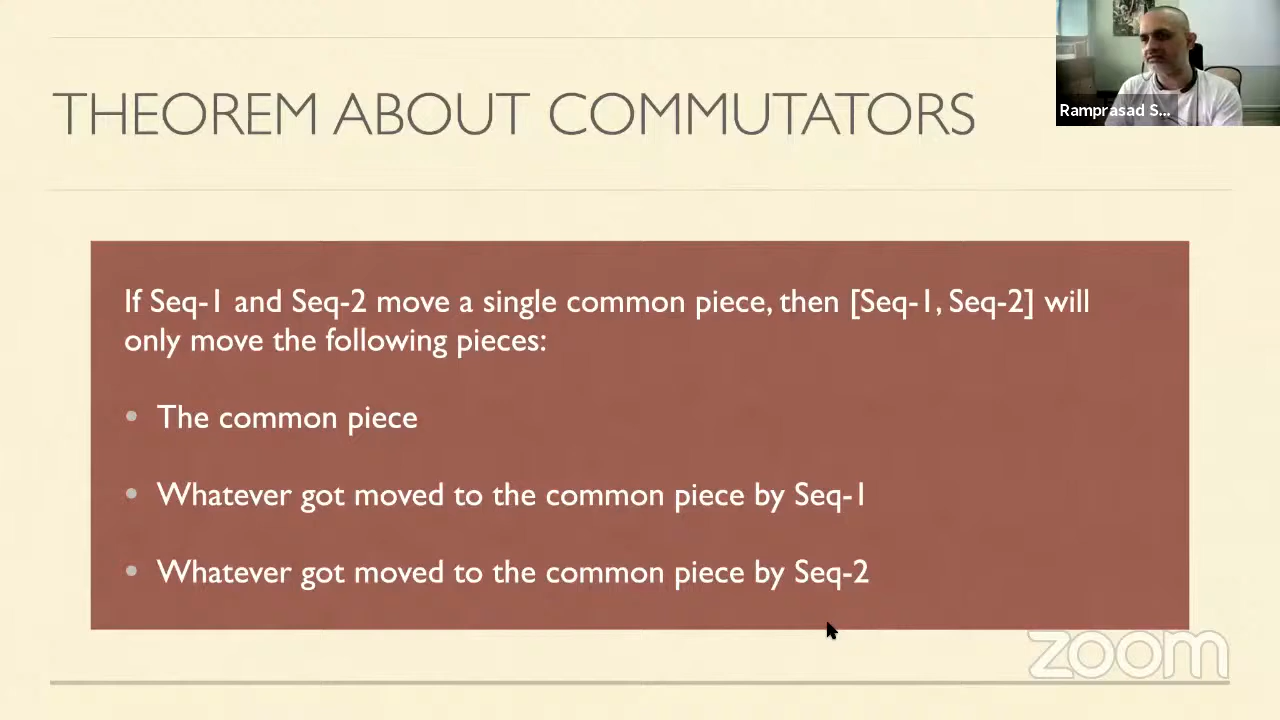 THEOREM ABOUT COMMUTATORS
Ramprasad S...
If Seq-1 and Seq-2 move a single common piece, then [Seq-1, Seq-2] will
only move the following pieces:
• The common piece
• Whatever got moved to the common piece by Seq-1
• Whatever got moved to the common piece by Seq-2
zoom